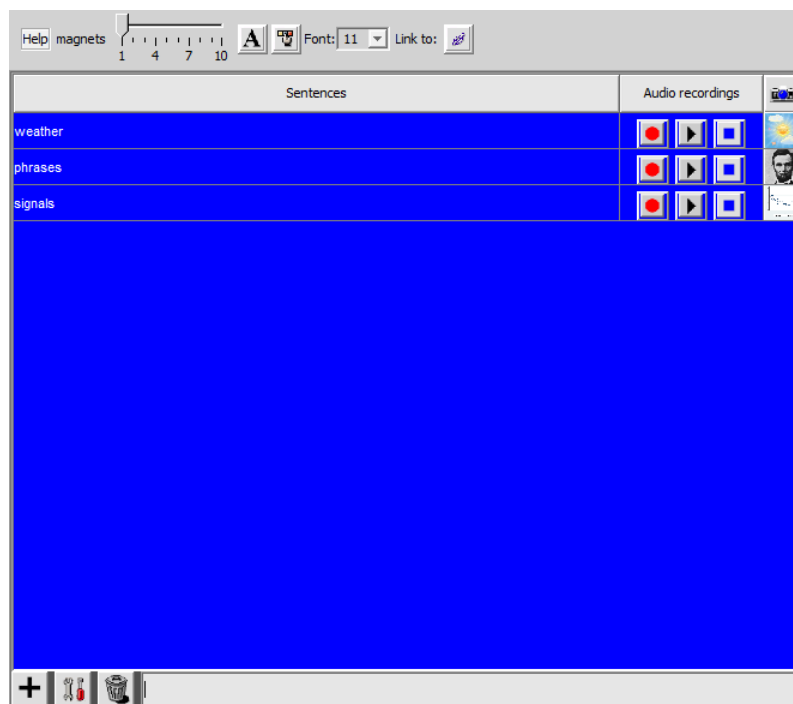 Help magnets A Font: 11 Link to:
1 4 7 10
Sentences Audio recordings
weather
phrases
signals